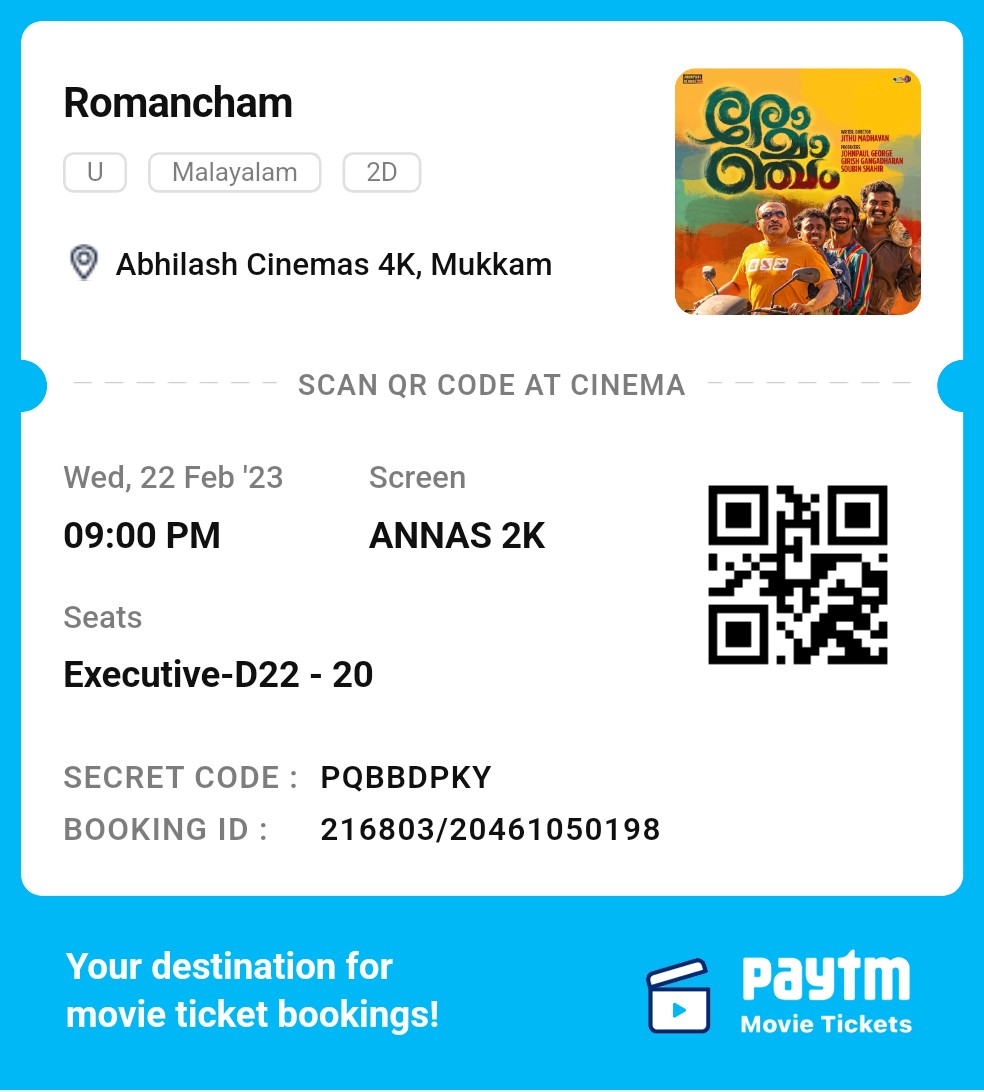 Romancham
U
Malayalam
2D
Abhilash Cinemas 4K, Mukkam
രോ
മാ
ഞ്ചം
WRITER, DIRECTOR
JITHU MADHAVAN
PRODUCERS
JOHNPAUL GEORGE
GIRISH GANGADHARAN
SOUBIN SHAHIR
SCAN QR CODE AT CINEMA
Wed, 22 Feb '23
Screen
09:00 PM
ANNAS 2K
Seats
Executive-D22 - 20
SECRET CODE :
PQBBDPKY
BOOKING ID :
216803/20461050198
Your destination for
movie ticket bookings!
paytm
Movie Tickets